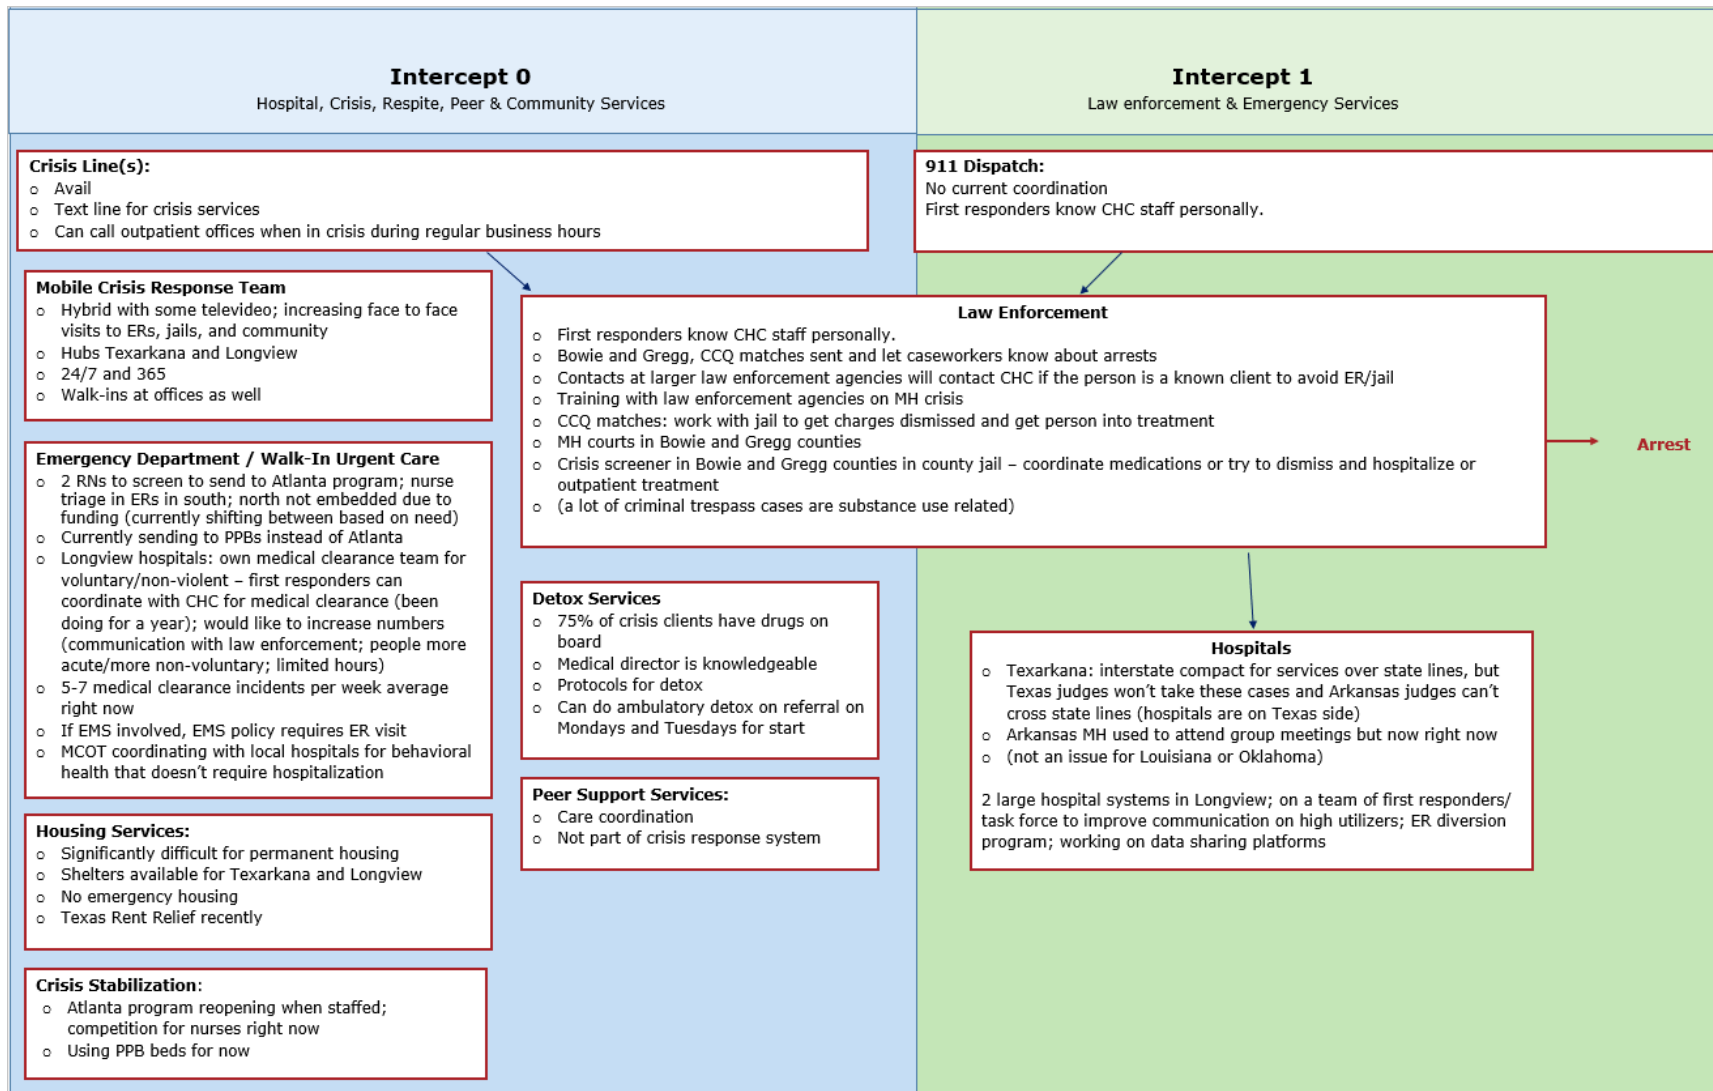 Intercept 0
Hospital, Crisis, Respite, Peer & Community Services
Intercept 1
Law enforcement & Emergency Services
Crisis Line(s):
o Avail
o Text line for crisis services
o Can call outpatient offices when in crisis during regular business hours
911 Dispatch:
No current coordination
First responders know CHC staff personally.
Mobile Crisis Response Team
o Hybrid with some televideo; increasing face to face
visits to ERs, jails, and community
o Hubs Texarkana and Longview
o 24/7 and 365
o Walk-ins at offices as well
Law Enforcement
o First responders know CHC staff personally.
o Bowie and Gregg, CCQ matches sent and let caseworkers know about arrests
o Contacts at larger law enforcement agencies will contact CHC if the person is a known client to avoid ER/jail
o Training with law enforcement agencies on MH crisis
o CCQ matches: work with jail to get charges dismissed and get person into treatment
o MH courts in Bowie and Gregg counties
o Crisis screener in Bowie and Gregg counties in county jail – coordinate medications or try to dismiss and hospitalize or
outpatient treatment
o (a lot of criminal trespass cases are substance use related)
Arrest
Emergency Department / Walk-In Urgent Care
o 2 RNs to screen to send to Atlanta program; nurse
triage in ERs in south; north not embedded due to
funding (currently shifting between based on need)
o Currently sending to PPBs instead of Atlanta
o Longview hospitals: own medical clearance team for
voluntary/non-violent – first responders can
coordinate with CHC for medical clearance (been
doing for a year); would like to increase numbers
(communication with law enforcement; people more
acute/more non-voluntary; limited hours)
o 5-7 medical clearance incidents per week average
right now
o If EMS involved, EMS policy requires ER visit
o MCOT coordinating with local hospitals for behavioral
health that doesn't require hospitalization
Detox Services
o 75% of crisis clients have drugs on
board
o Medical director is knowledgeable
o Protocols for detox
o Can do ambulatory detox on referral on
Mondays and Tuesdays for start
Hospitals
o Texarkana: interstate compact for services over state lines, but
Texas judges won't take these cases and Arkansas judges can't
cross state lines (hospitals are on Texas side)
o Arkansas MH used to attend group meetings but now right now
o (not an issue for Louisiana or Oklahoma)
2 large hospital systems in Longview; on a team of first responders/
task force to improve communication on high utilizers; ER diversion
program; working on data sharing platforms
Peer Support Services:
o Care coordination
o Not part of crisis response system
Housing Services:
o Significantly difficult for permanent housing
o Shelters available for Texarkana and Longview
o No emergency housing
o Texas Rent Relief recently
Crisis Stabilization:
o Atlanta program reopening when staffed;
competition for nurses right now
o Using PPB beds for now